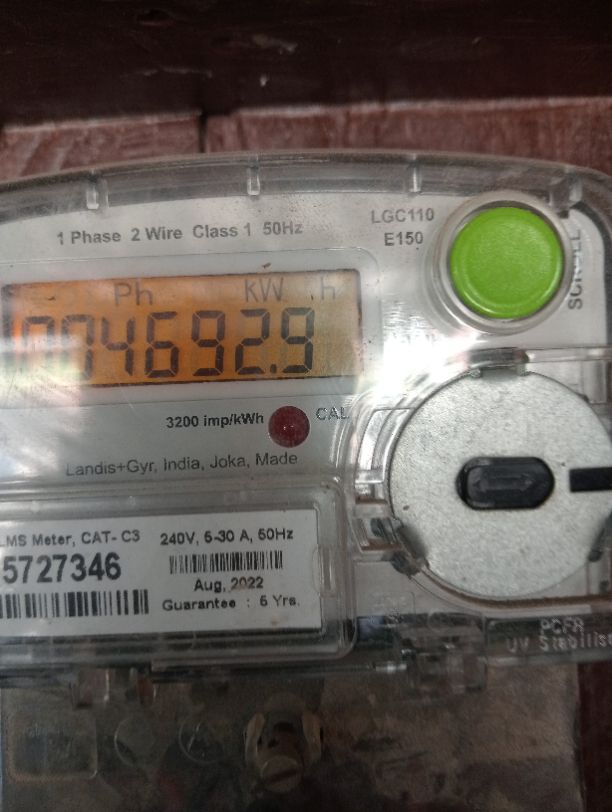 1 Phase 2 Wire Class 1 50Hz
LGC110
E150
SCROLL
Ph KW h
004692.9
3200 imp/kWh
CAL
Landis+Gyr, India, Joka, Made
LMS Meter, CAT- C3
240V, 5-30 A, 50Hz
5727346
Aug, 2022
Guarantee : 5 Yrs.
UV Stabilis